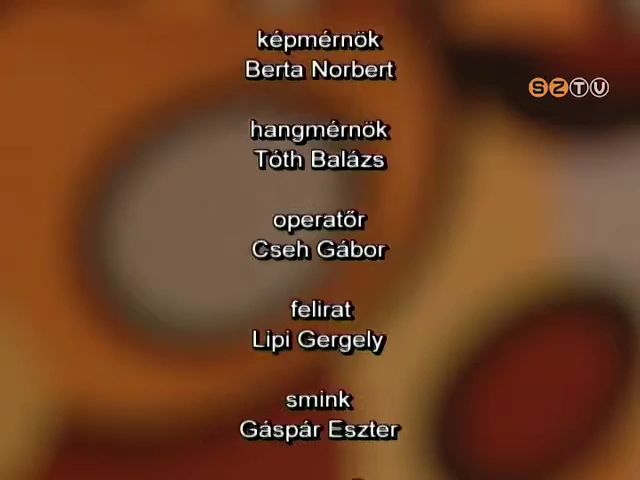 képmérnök
Berta Norbert
SZTV
hangmérnök
Tóth Balázs
operatőr
Cseh Gábor
felirat
Lipi Gergely
smink
Gáspár Eszter